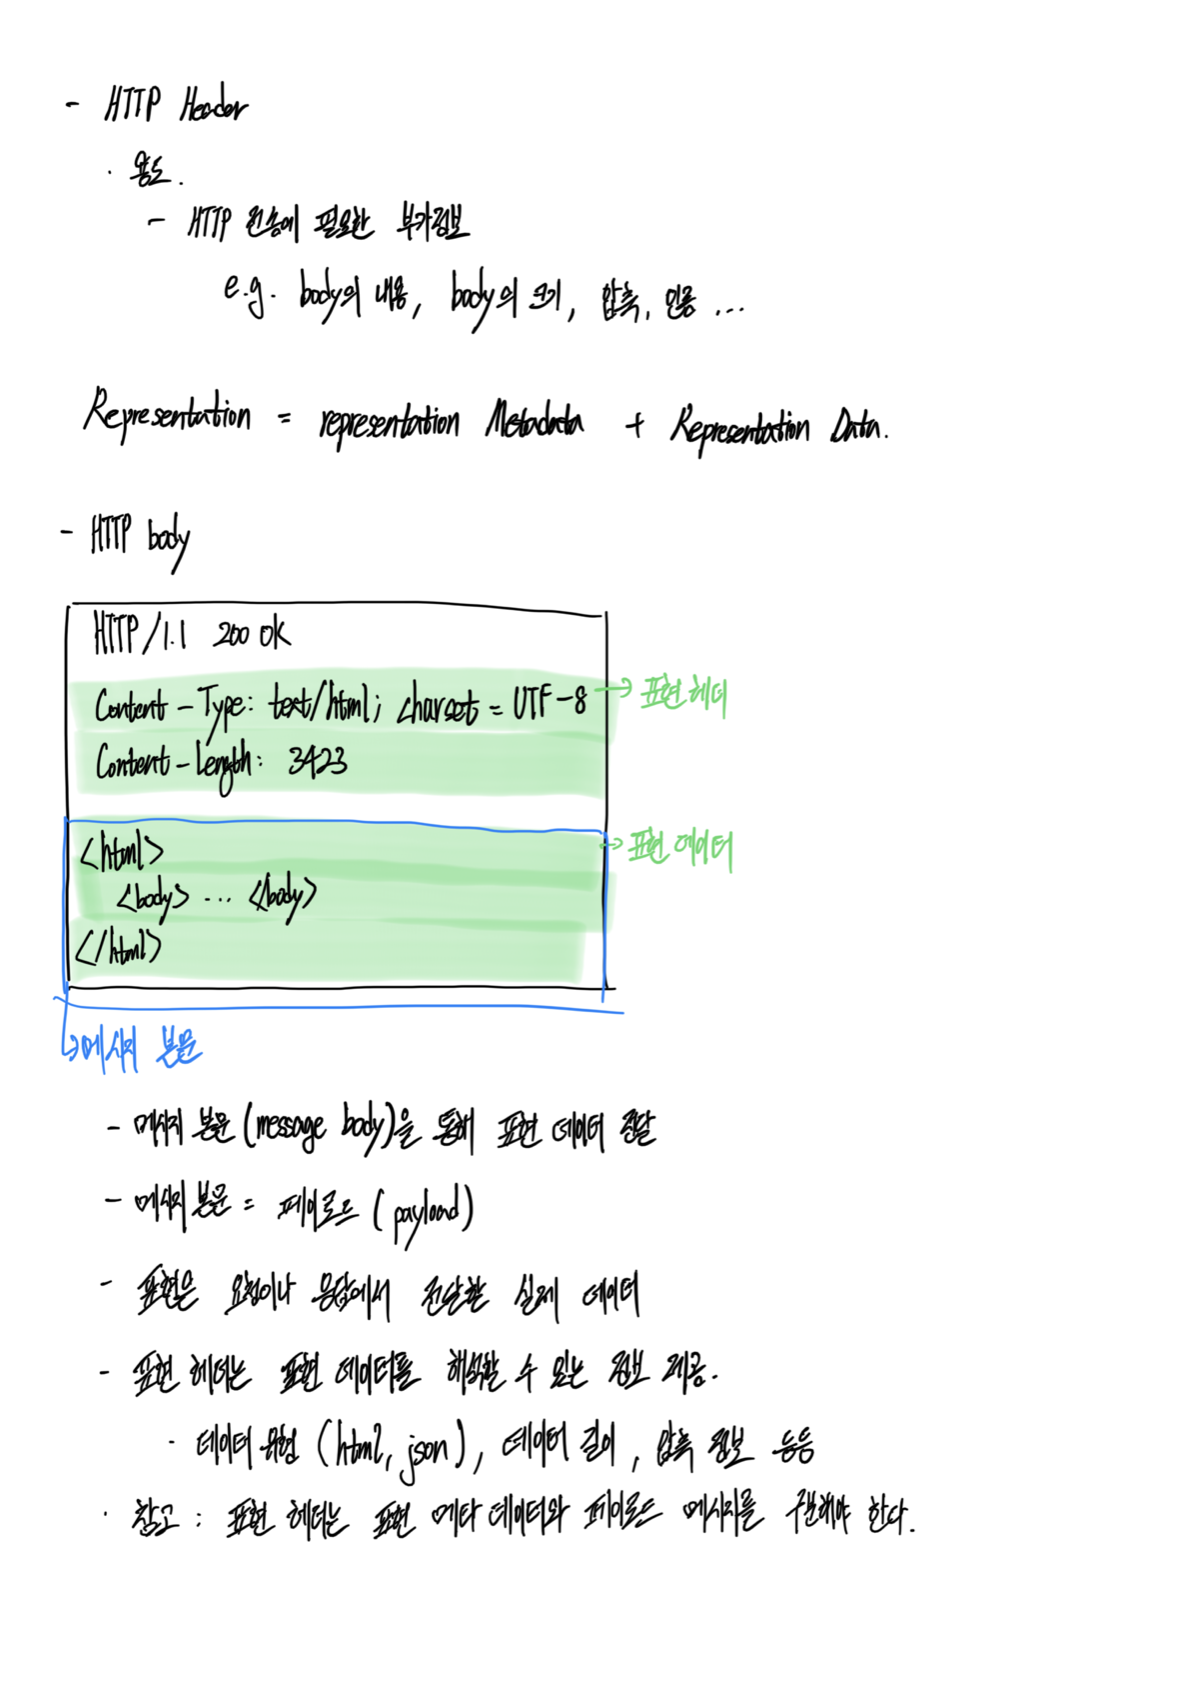 - HTTP Header
· 용도.
- HTTP 전송에 필요한 부가정보
e.g. body의 내용, body의 크기, 압축, 인증 ...
Representation = representation Metadata + Representation Data.
- HTTP body
HTTP/1.1 200 OK
Content-Type: text/html; charset = UTF-8 → 표현 헤더
Content-Length: 3423
<html> → 표현 데이터
<body> ... </body>
</html>
↳ 메시지 본문
- 메시지 본문(message body)을 통해 표현 데이터 전달
- 메시지 본문 = 페이로드 (payload)
- 표현은 요청이나 응답에서 전달할 실제 데이터
- 표현 헤더는 표현 데이터를 해석할 수 있는 정보 제공.
· 데이터 유형 (html, json), 데이터 길이, 압축 정보 등등
· 참고 : 표현 헤더는 표현 메타 데이터와 페이로드 메시지를 구분해야 한다.